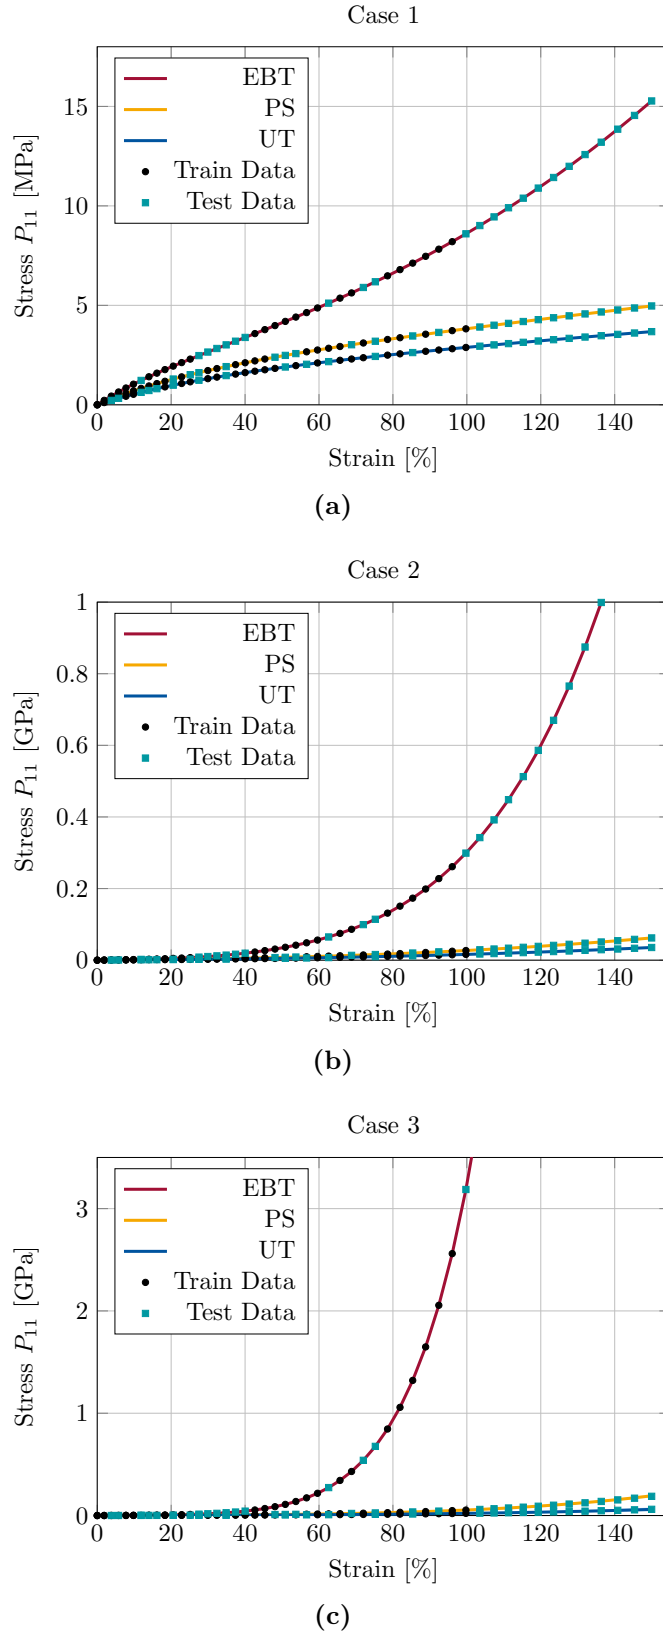 Case 1
EBT
PS
UT
Train Data
Test Data
Stress P11 [MPa]
15
10
5
0
0 20 40 60 80 100 120 140
Strain [%]
(a)
Case 2
EBT
PS
UT
Train Data
Test Data
Stress P11 [GPa]
1
0.8
0.6
0.4
0.2
0
0 20 40 60 80 100 120 140
Strain [%]
(b)
Case 3
EBT
PS
UT
Train Data
Test Data
Stress P11 [GPa]
3
2
1
0
0 20 40 60 80 100 120 140
Strain [%]
(c)